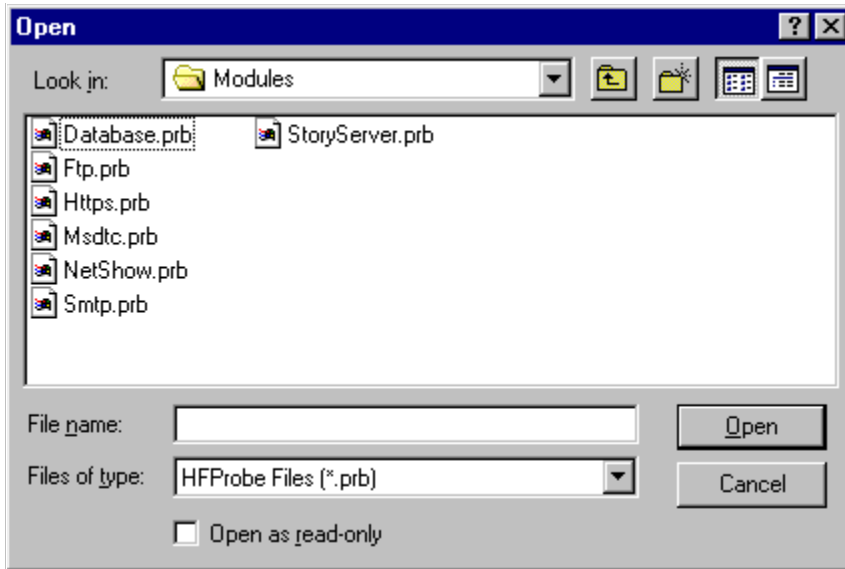 Open
Look in: Modules
Database.prb StoryServer.prb
Ftp.prb
Https.prb
Msdtc.prb
NetShow.prb
Smtp.prb
File name: Open
Files of type: HFProbe Files (*.prb) Cancel
Open as read-only